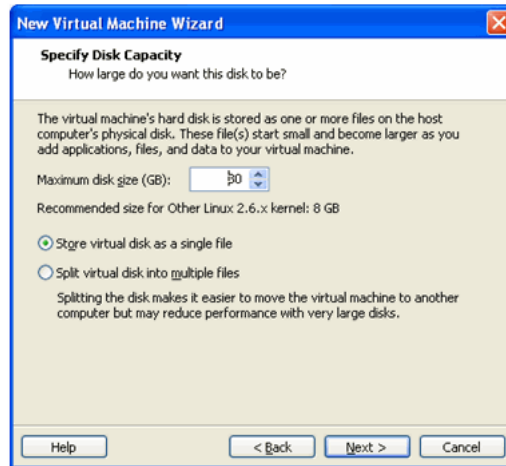 New Virtual Machine Wizard
Specify Disk Capacity
How large do you want this disk to be?
The virtual machine's hard disk is stored as one or more files on the host
computer's physical disk. These file(s) start small and become larger as you
add applications, files, and data to your virtual machine.
Maximum disk size (GB): 30
Recommended size for Other Linux 2.6.x kernel: 8 GB
Store virtual disk as a single file
Split virtual disk into multiple files
Splitting the disk makes it easier to move the virtual machine to another
computer but may reduce performance with very large disks.
Help < Back Next > Cancel